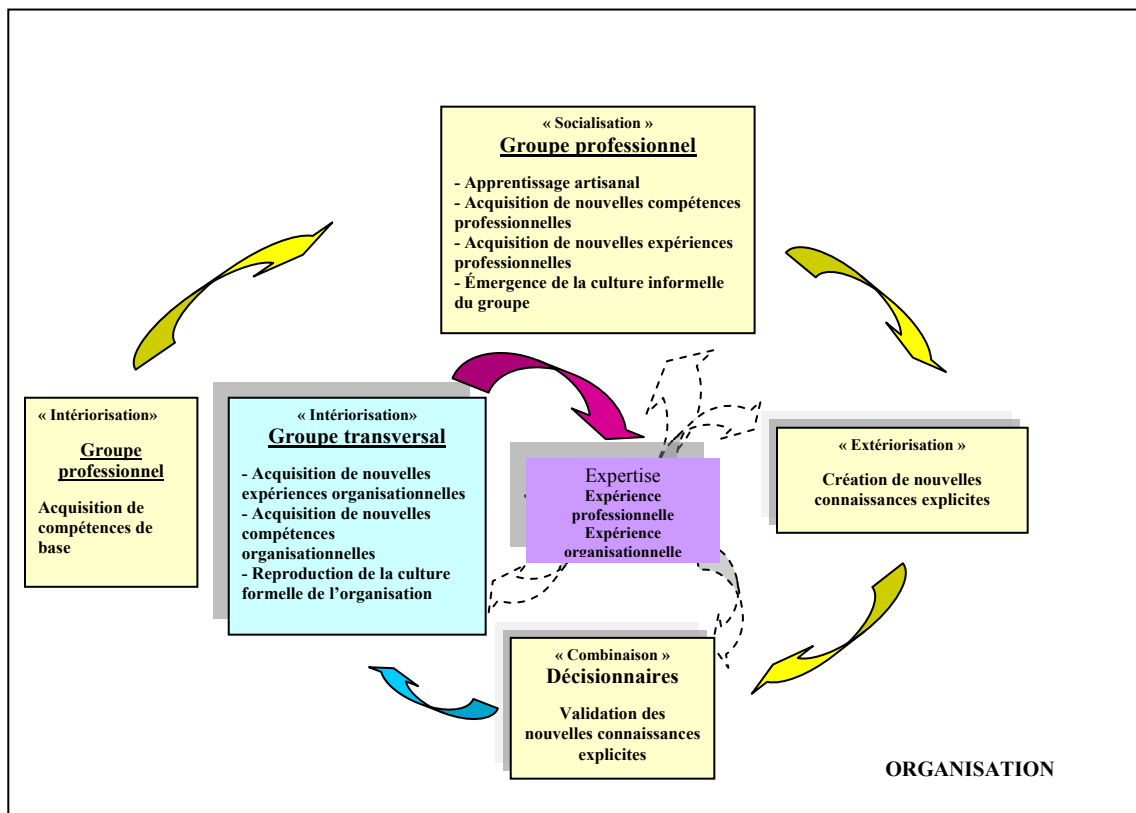 « Socialisation »
Groupe professionnel
- Apprentissage artisanal
- Acquisition de nouvelles compétences
professionnelles
- Acquisition de nouvelles expériences
professionnelles
- Émergence de la culture informelle
du groupe
« Intériorisation»
Groupe
professionnel
Acquisition de
compétences de
base
« Intériorisation»
Groupe transversal
- Acquisition de nouvelles
expériences organisationnelles
- Acquisition de nouvelles
compétences
organisationnelles
- Reproduction de la culture
formelle de l’organisation
Expertise
Expérience
professionnelle
Expérience
organisationnelle
« Extériorisation »
Création de nouvelles
connaissances explicites
« Combinaison »
Décisionnaires
Validation des
nouvelles connaissances
explicites
ORGANISATION